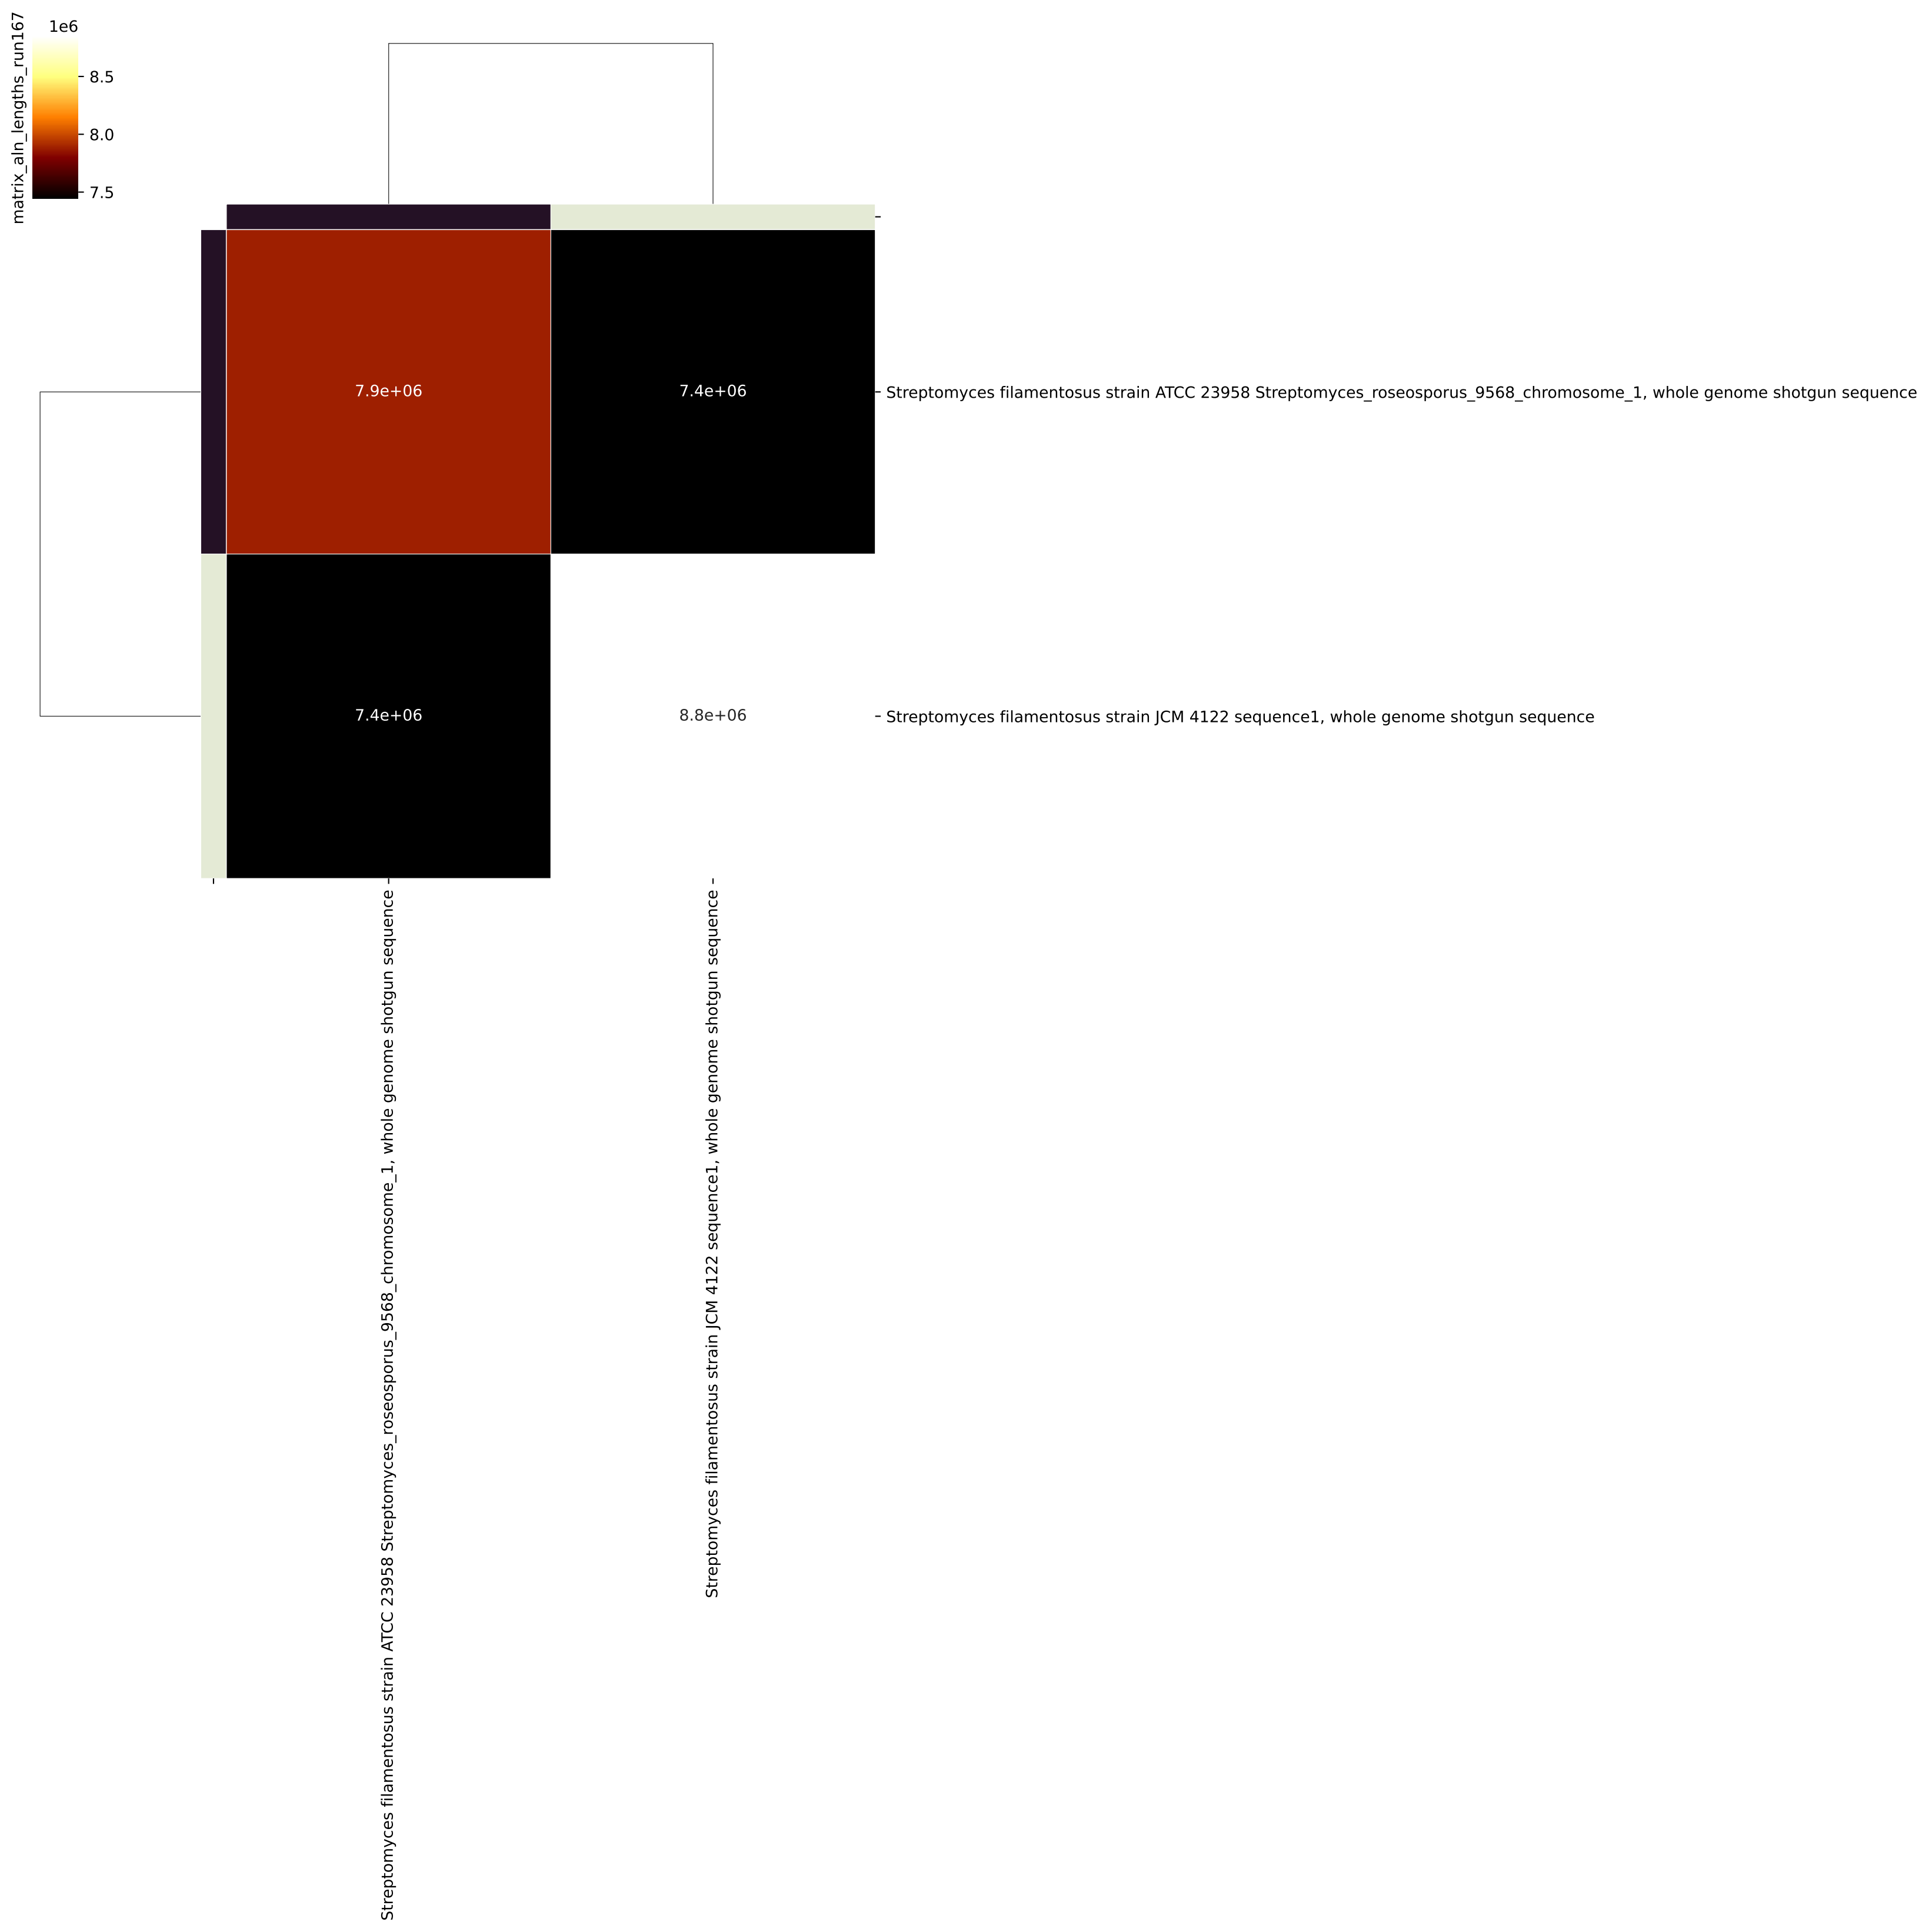 matrix_aln_lengths_run167
1e6
8.5
8.0
7.5
7.9e+06
7.4e+06
Streptomyces filamentosus strain ATCC 23958 Streptomyces_roseosporus_9568_chromosome_1, whole genome shotgun sequence
7.4e+06
8.8e+06
Streptomyces filamentosus strain JCM 4122 sequence1, whole genome shotgun sequence
Streptomyces filamentosus strain ATCC 23958 Streptomyces_roseosporus_9568_chromosome_1, whole genome shotgun sequence
Streptomyces filamentosus strain JCM 4122 sequence1, whole genome shotgun sequence